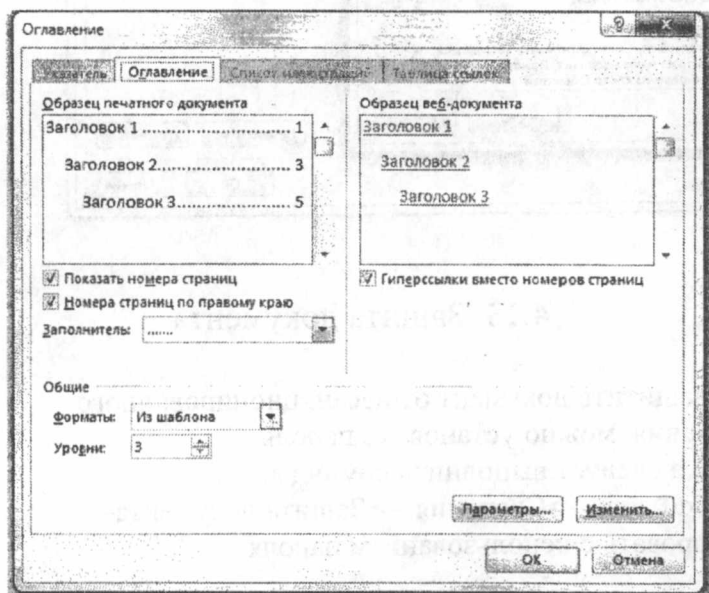 Оглавление
Указатель Оглавление Список иллюстраций Таблица ссылок
Образец печатного документа
Заголовок 1 ........................................ 1
Заголовок 2 ................................ 3
Заголовок 3 ........................... 5
Образец веб-документа
Заголовок 1
Заголовок 2
Заголовок 3
Показать номера страниц
Номера страниц по правому краю
Заполнитель: .......
Гиперссылки вместо номеров страниц
Общие
Форматы: Из шаблона
Уровни: 3
Параметры... Изменить...
ОК Отмена